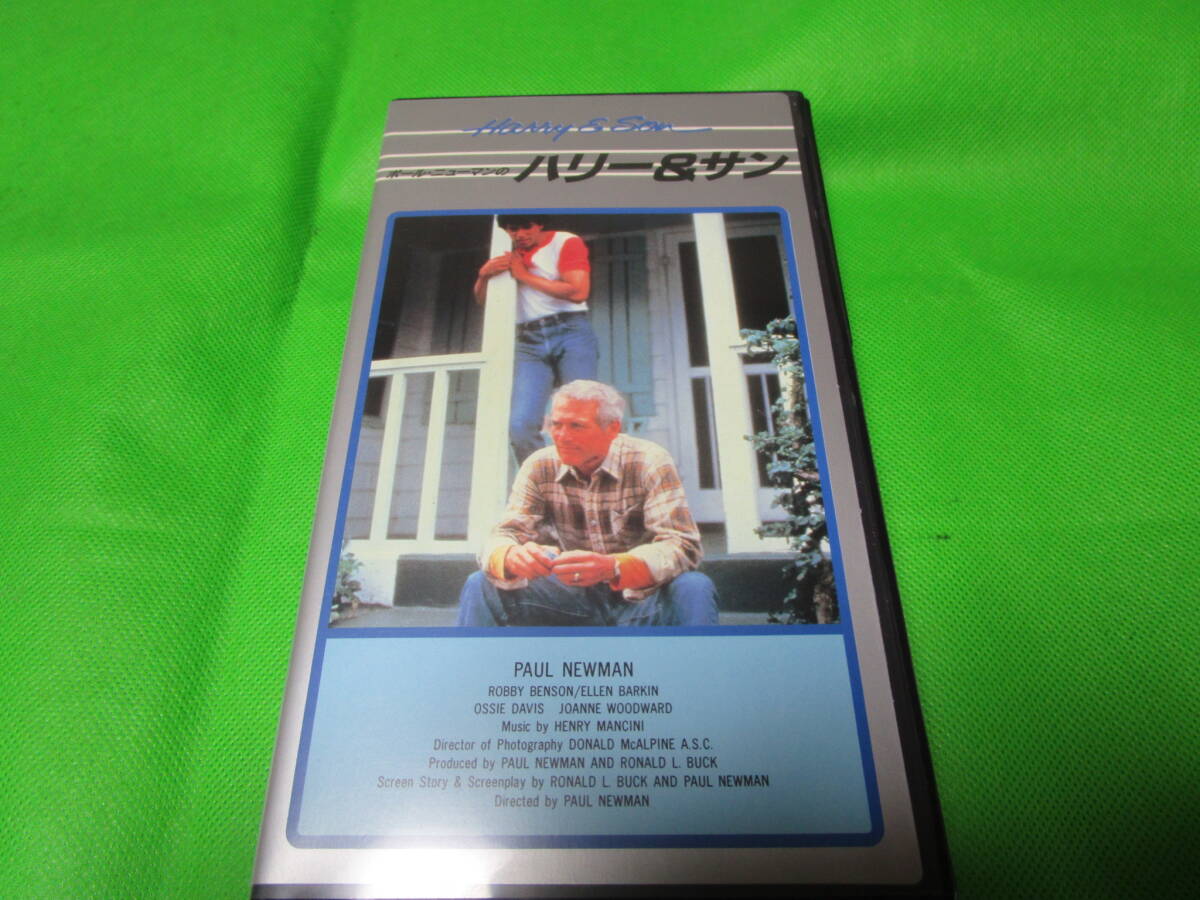 Harry & Son
ポール・ニューマンの ハリー&サン
PAUL NEWMAN
ROBBY BENSON/ELLEN BARKIN
OSSIE DAVIS JOANNE WOODWARD
Music by HENRY MANCINI
Director of Photography DONALD McALPINE A.S.C.
Produced by PAUL NEWMAN AND RONALD L. BUCK
Screen Story & Screenplay by RONALD L. BUCK AND PAUL NEWMAN
Directed by PAUL NEWMAN